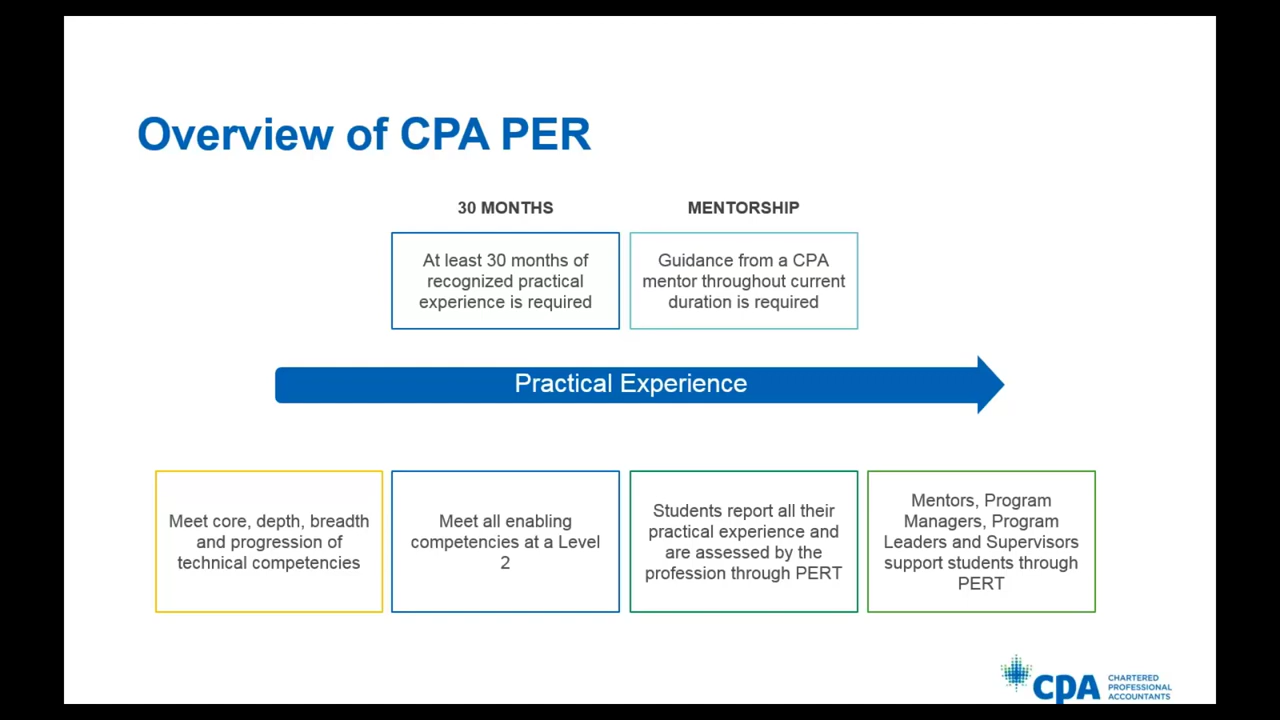 Overview of CPA PER
30 MONTHS
At least 30 months of
recognized practical
experience is required
MENTORSHIP
Guidance from a CPA
mentor throughout current
duration is required
Practical Experience
Meet core, depth, breadth
and progression of
technical competencies
Meet all enabling
competencies at a Level
2
Students report all their
practical experience and
are assessed by the
profession through PERT
Mentors, Program
Managers, Program
Leaders and Supervisors
support students through
PERT
CPA
CHARTERED
PROFESSIONAL
ACCOUNTANTS